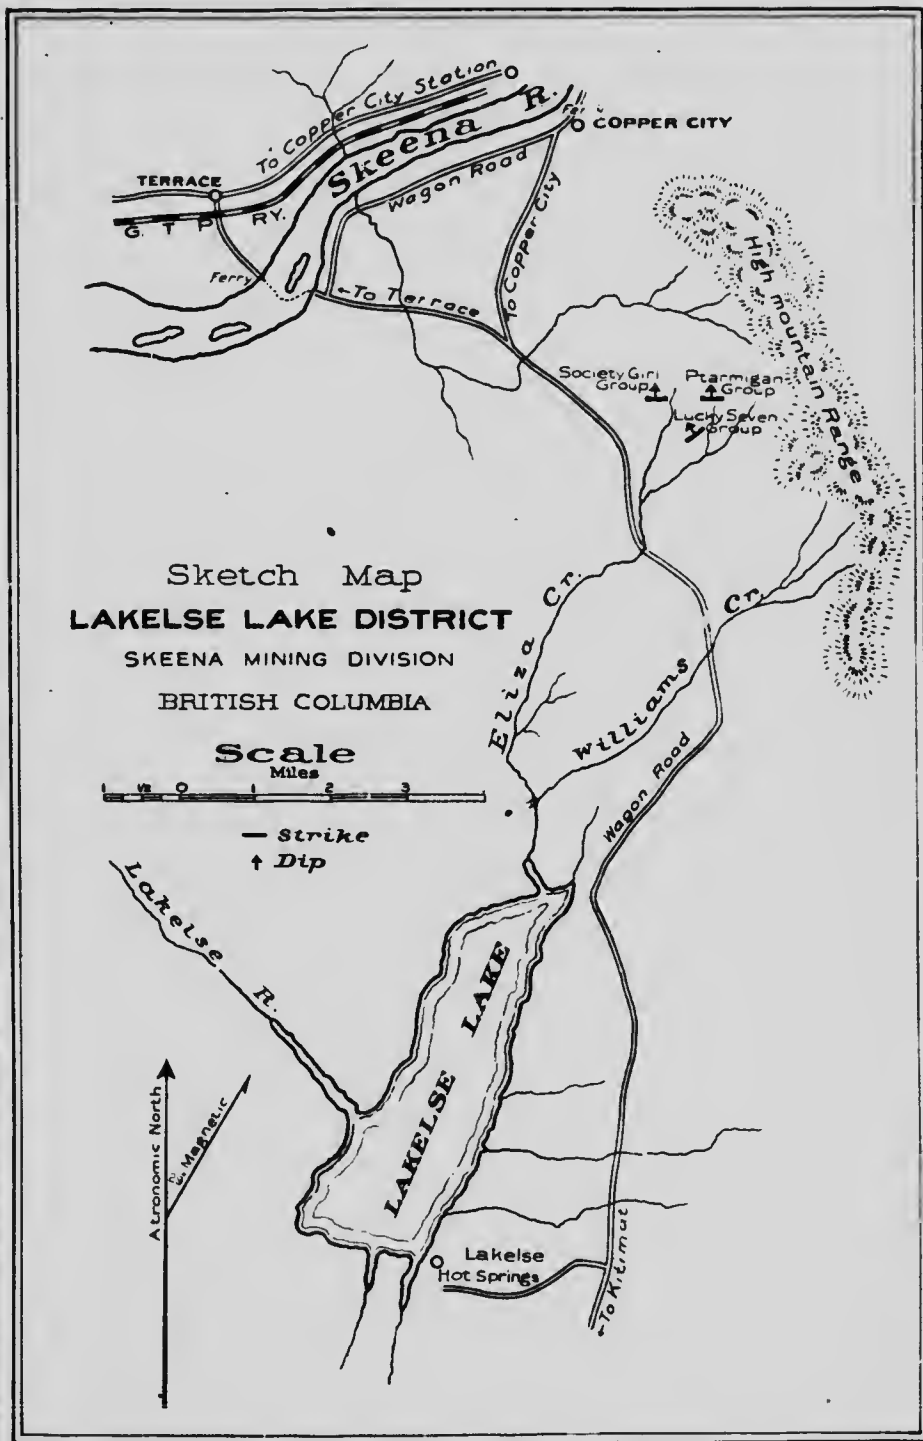 To Copper City Station
Skeena R.
COPPER CITY
TERRACE
G. T. P. RY.
Wagon Road
To Copper City
Ferry
To Terrace
High mountain Range
Society Girl
Group
Ptarmigan
Group
Lucky Seven
Group
Sketch Map
LAKELSE LAKE DISTRICT
SKEENA MINING DIVISION
BRITISH COLUMBIA
Scale
Miles
1 1/2 0 1 2 3
Strike
Dip
Eliza Cr.
Williams Cr.
Wagon Road
Lakelse R.
LAKELSE LAKE
Atronomic North
Magnetic
Lakelse
Hot Springs
To Kitimut